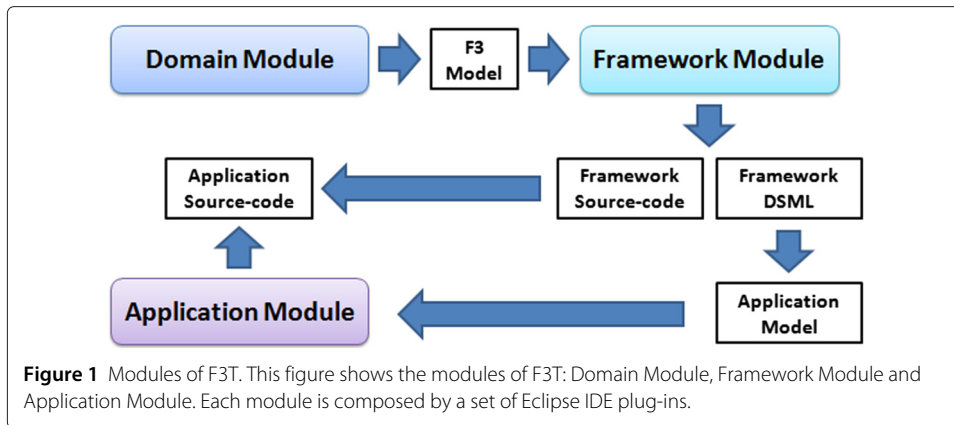 Domain Module
F3
Model
Framework Module
Application
Source-code
Framework
Source-code
Framework
DSML
Application Module
Application
Model
Figure 1 Modules of F3T. This figure shows the modules of F3T: Domain Module, Framework Module and
Application Module. Each module is composed by a set of Eclipse IDE plug-ins.